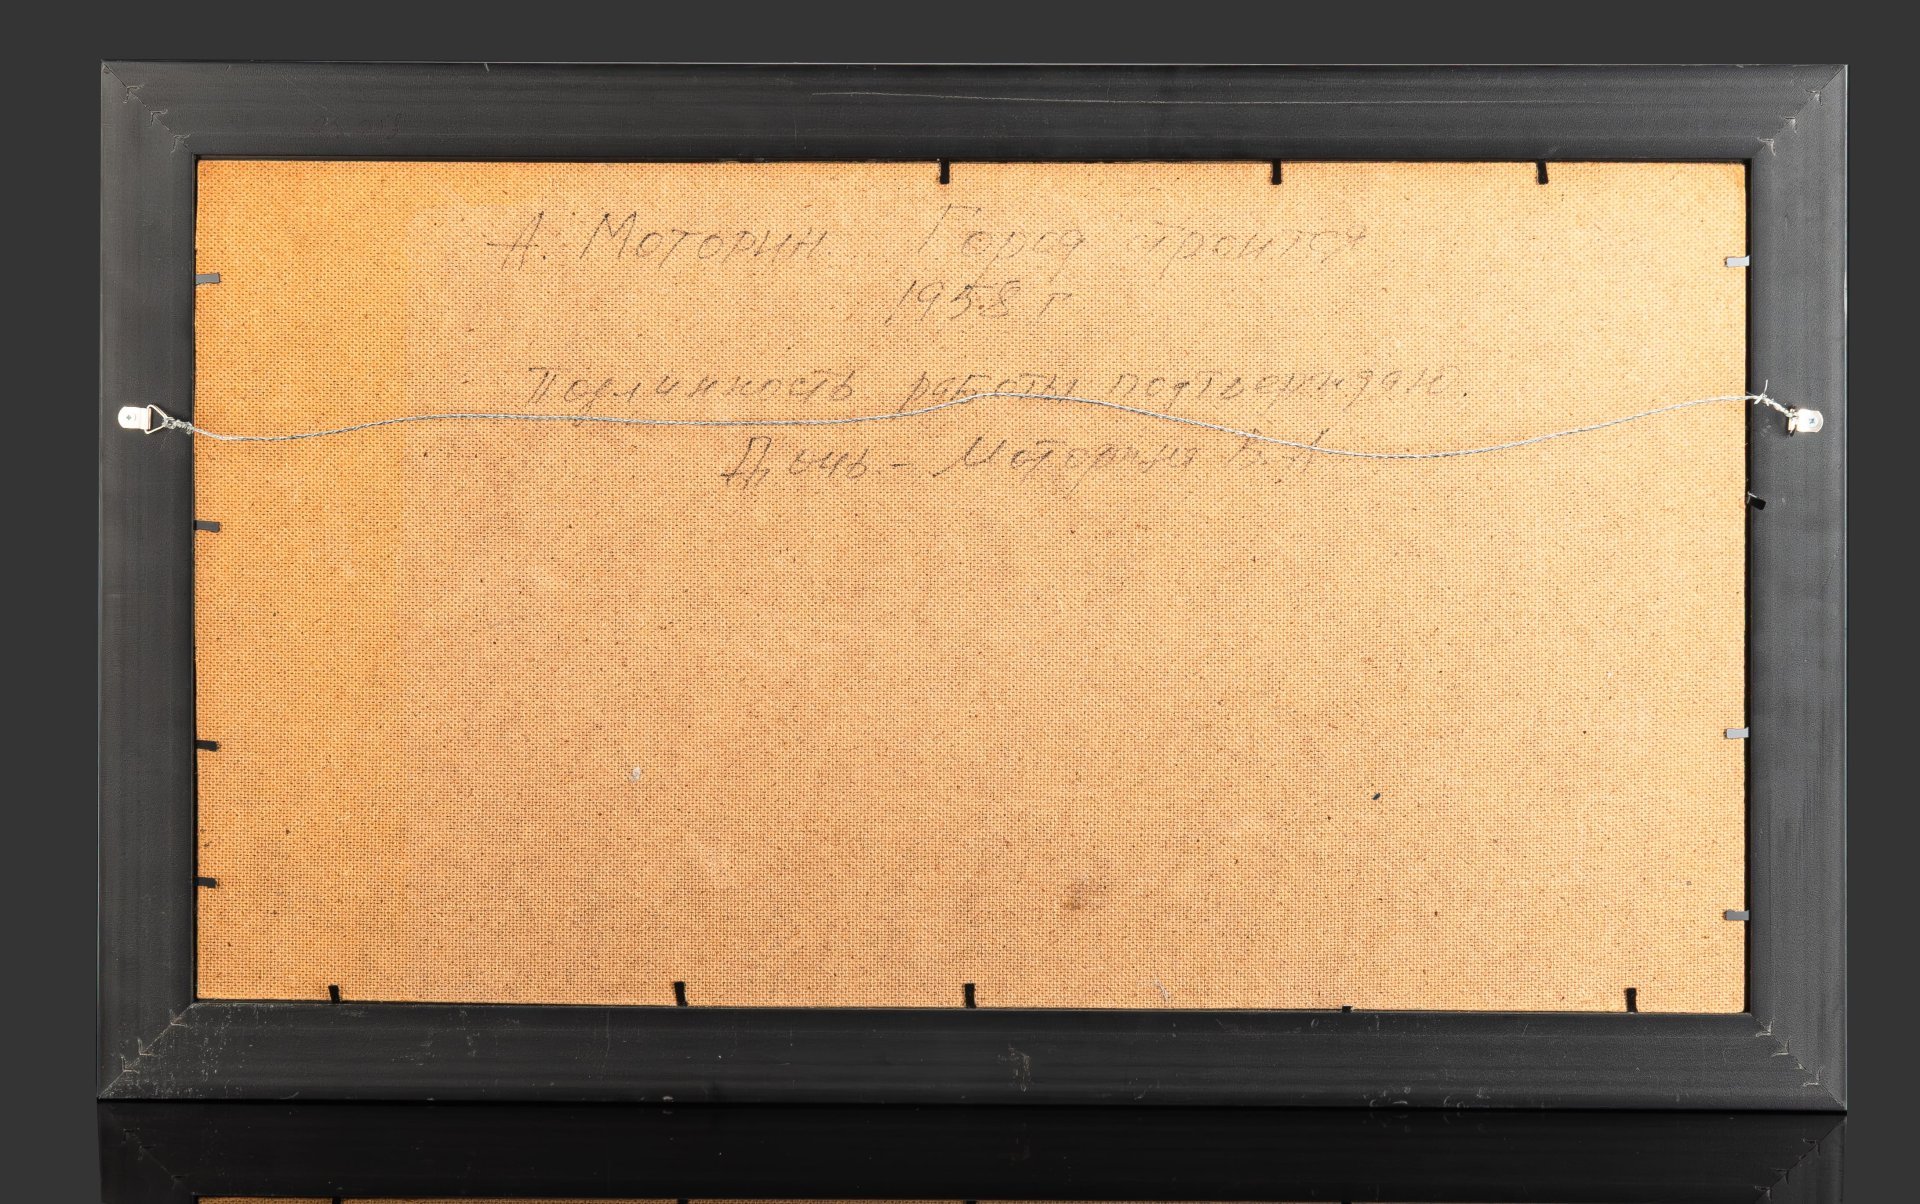 А. Моторин. Город строится
1958 г
Подлинность работы подтверждаю
Дочь - Моторина В. А